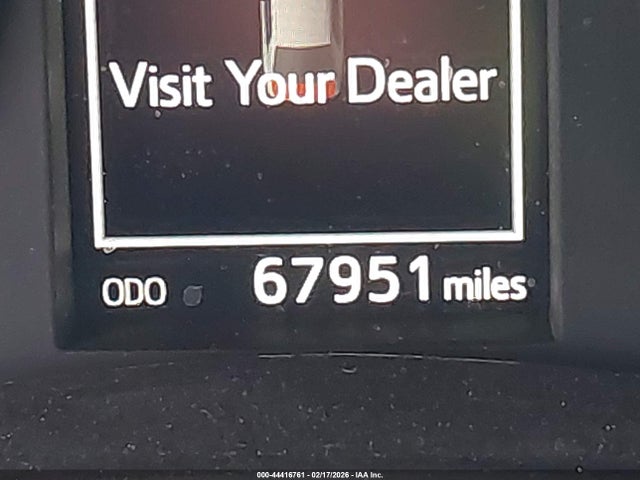 Visit Your Dealer
ODO 67951 miles
000-44416761 - 02/17/2026 - IAA Inc.